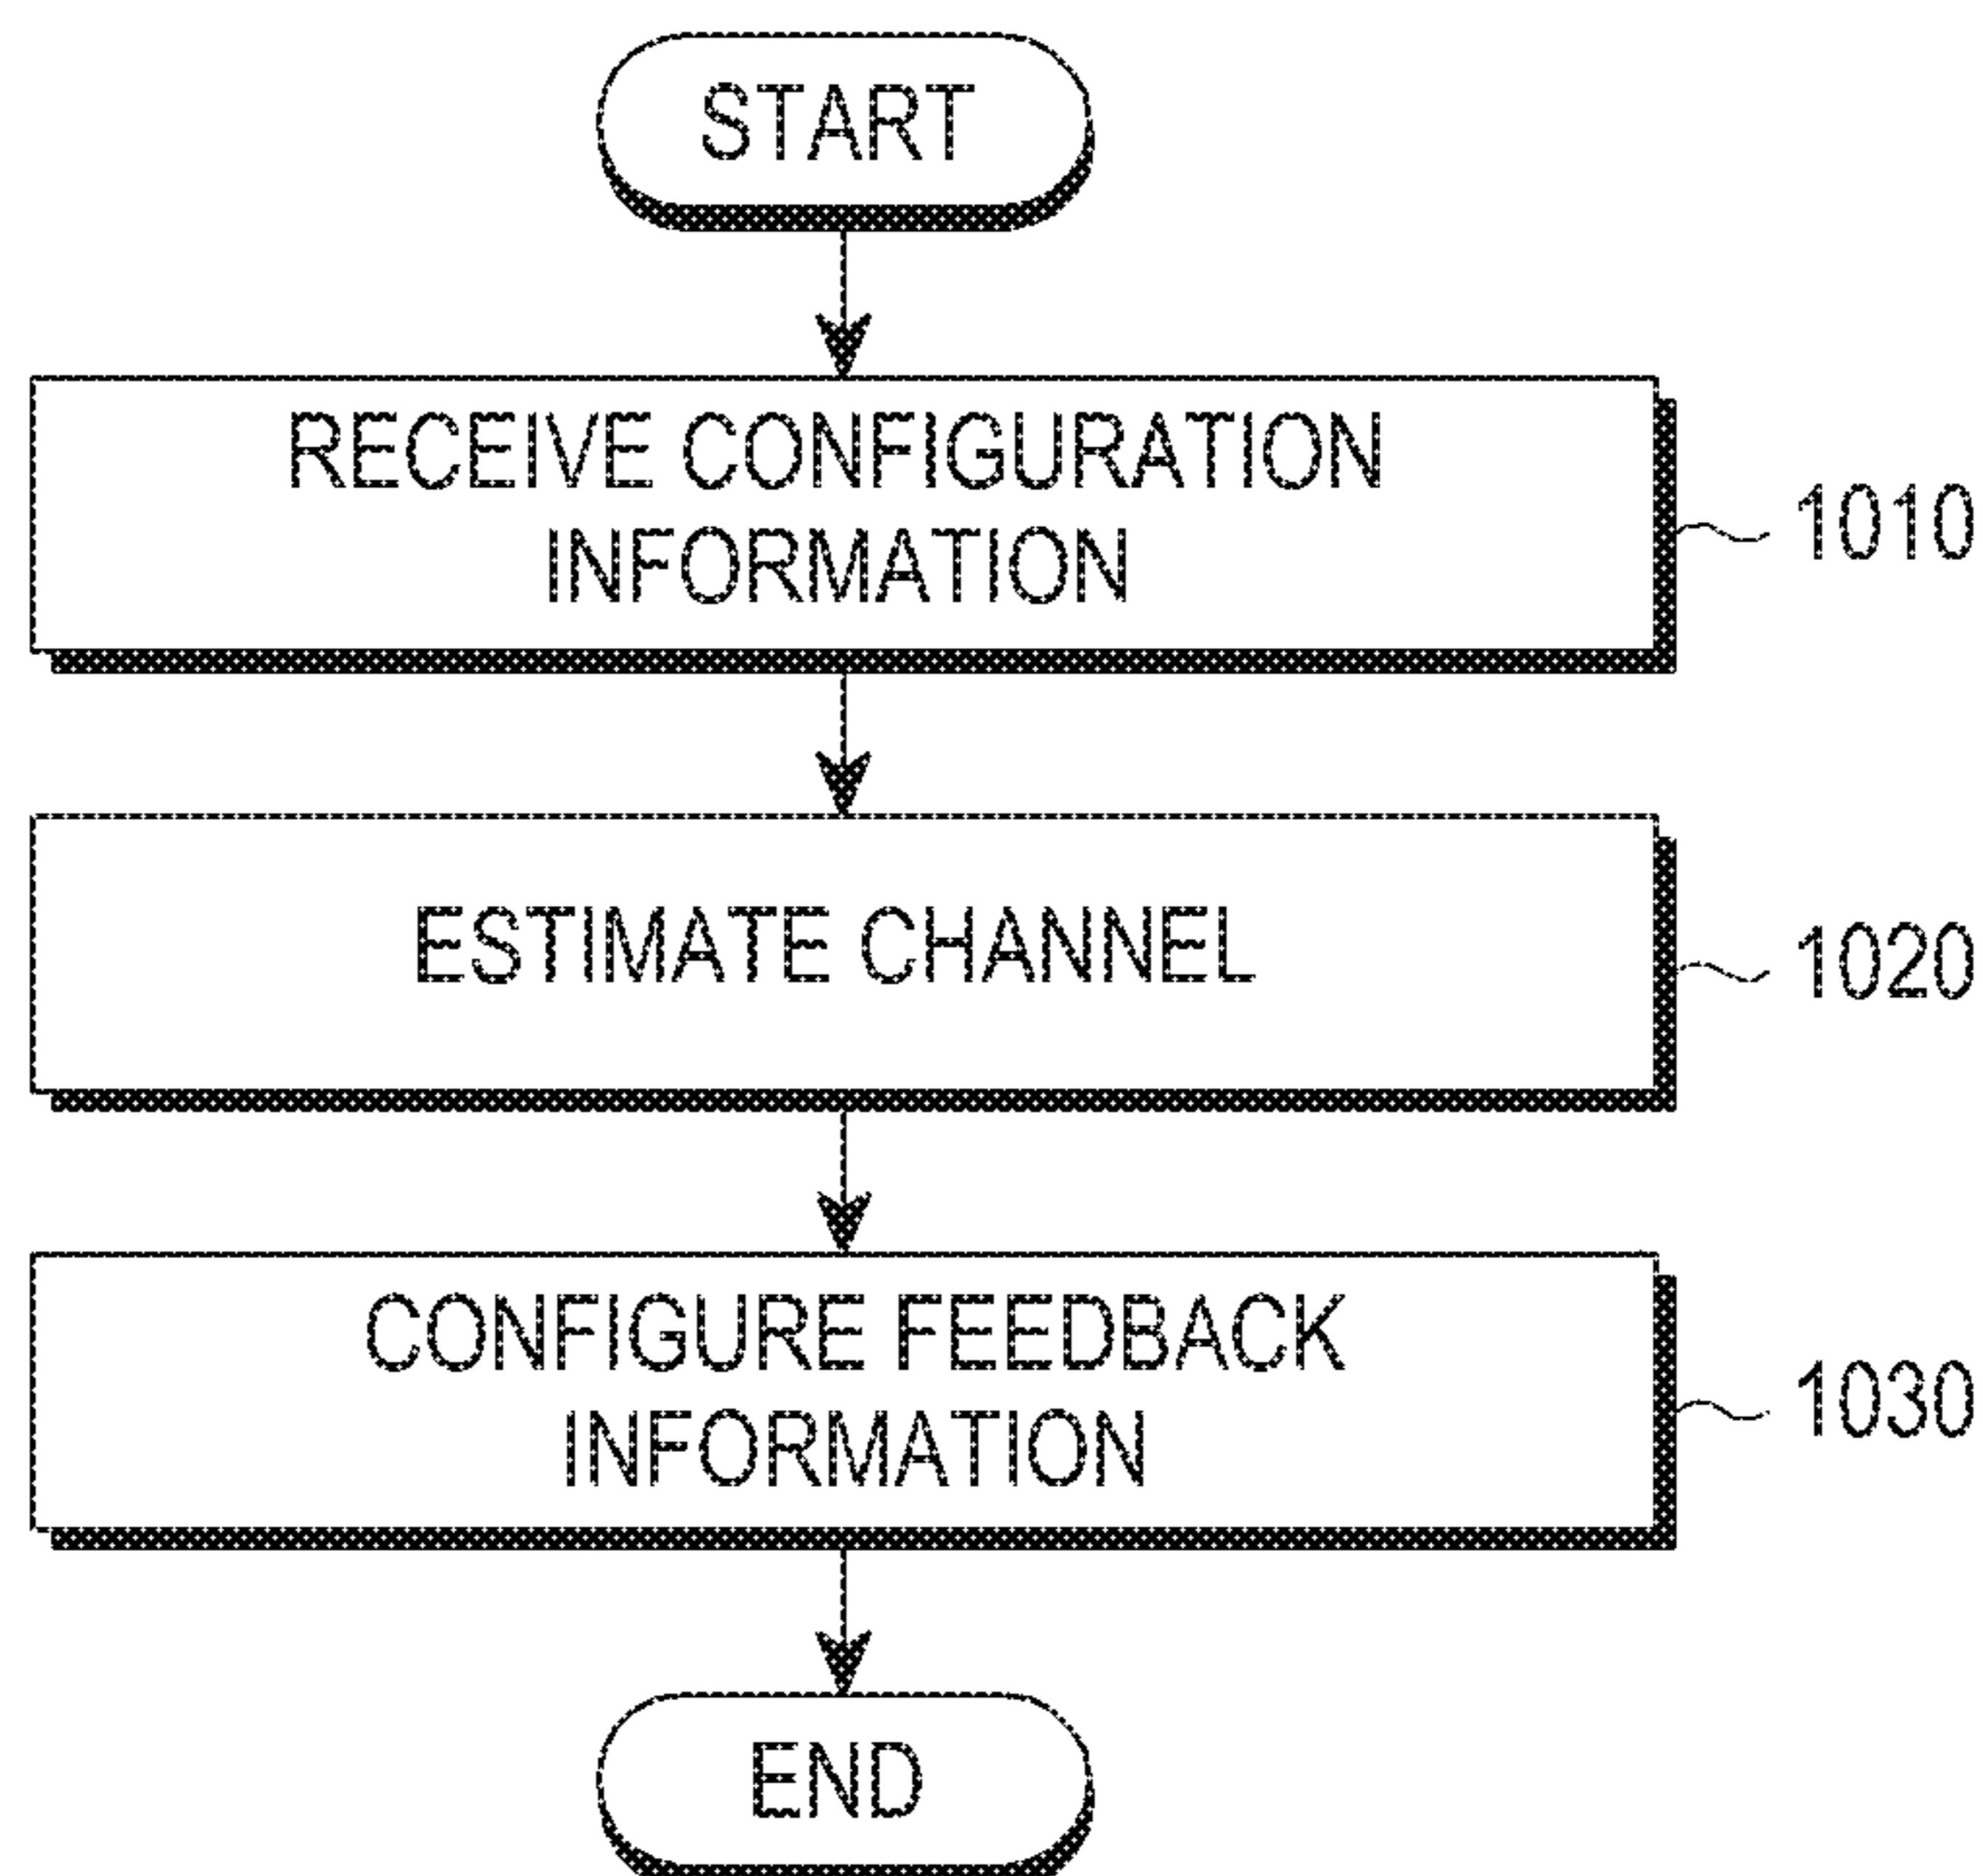 START
RECEIVE CONFIGURATION
INFORMATION
1010
ESTIMATE CHANNEL
1020
CONFIGURE FEEDBACK
INFORMATION
1030
END